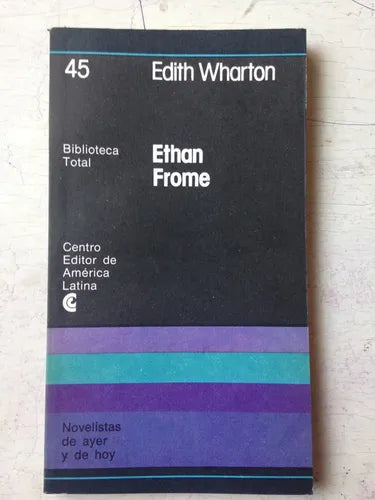 45
Edith Wharton
Biblioteca
Total
Ethan
Frome
Centro
Editor de
América
Latina
Novelistas
de ayer
y de hoy